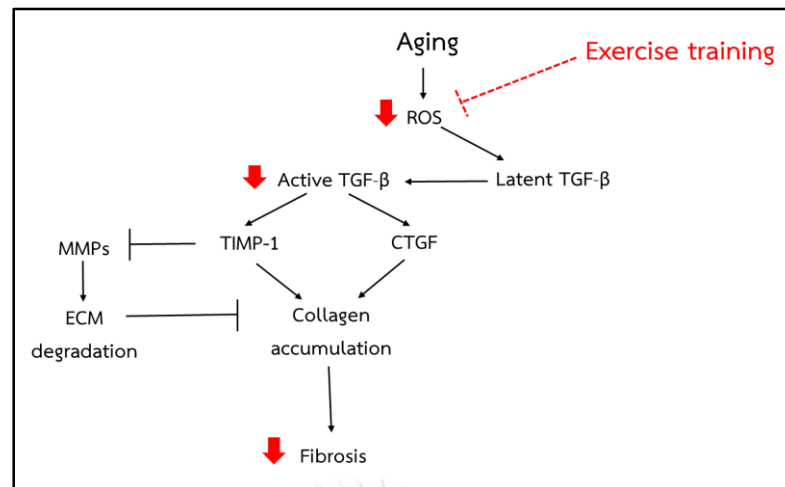 Aging
Exercise training
ROS
Active TGF-β
Latent TGF-β
MMPs
TIMP-1
CTGF
ECM
degradation
Collagen
accumulation
Fibrosis